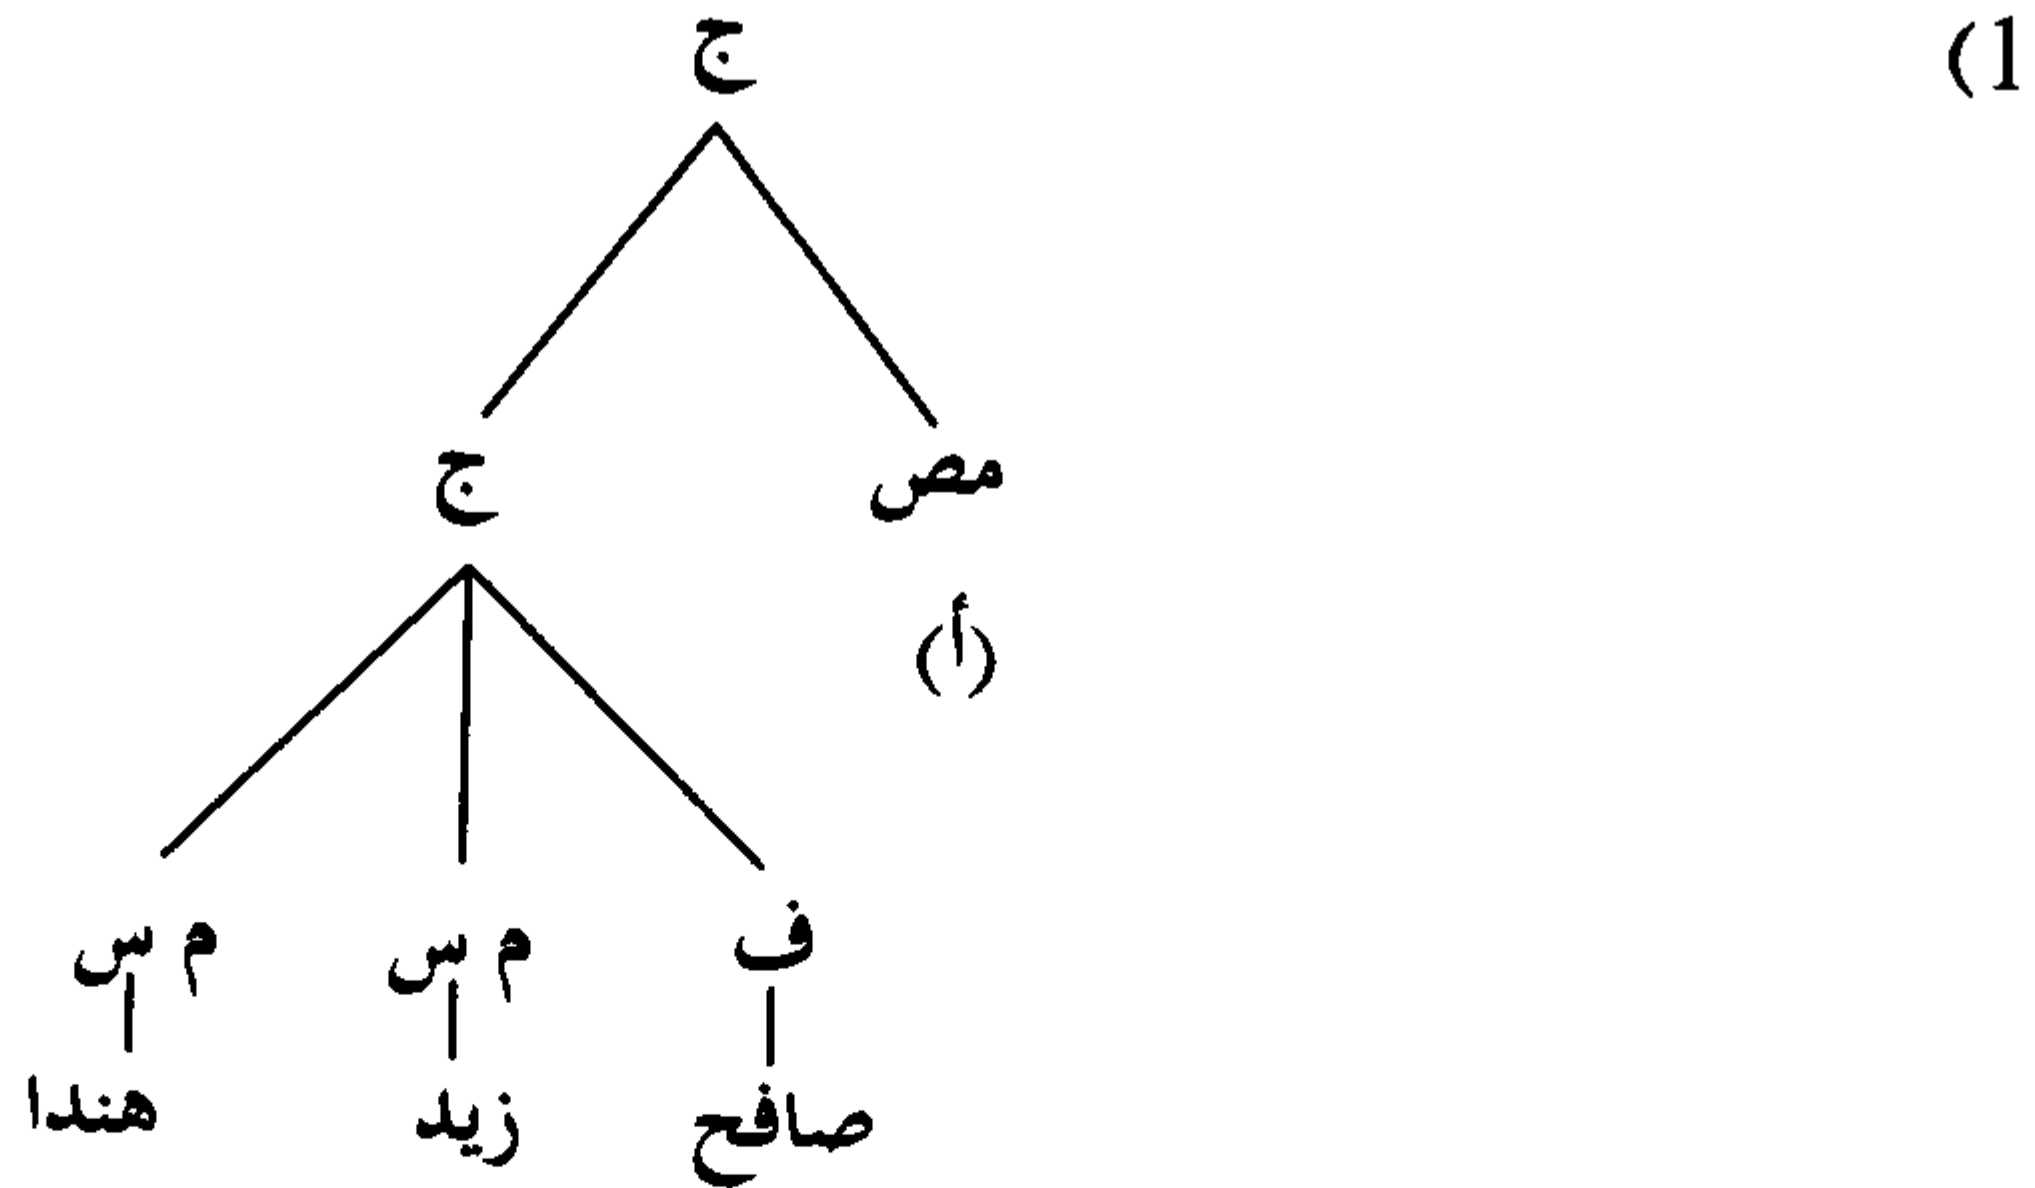 (1
ج
مص ج
(أ)
ف م س م س
صافح زيد هندا